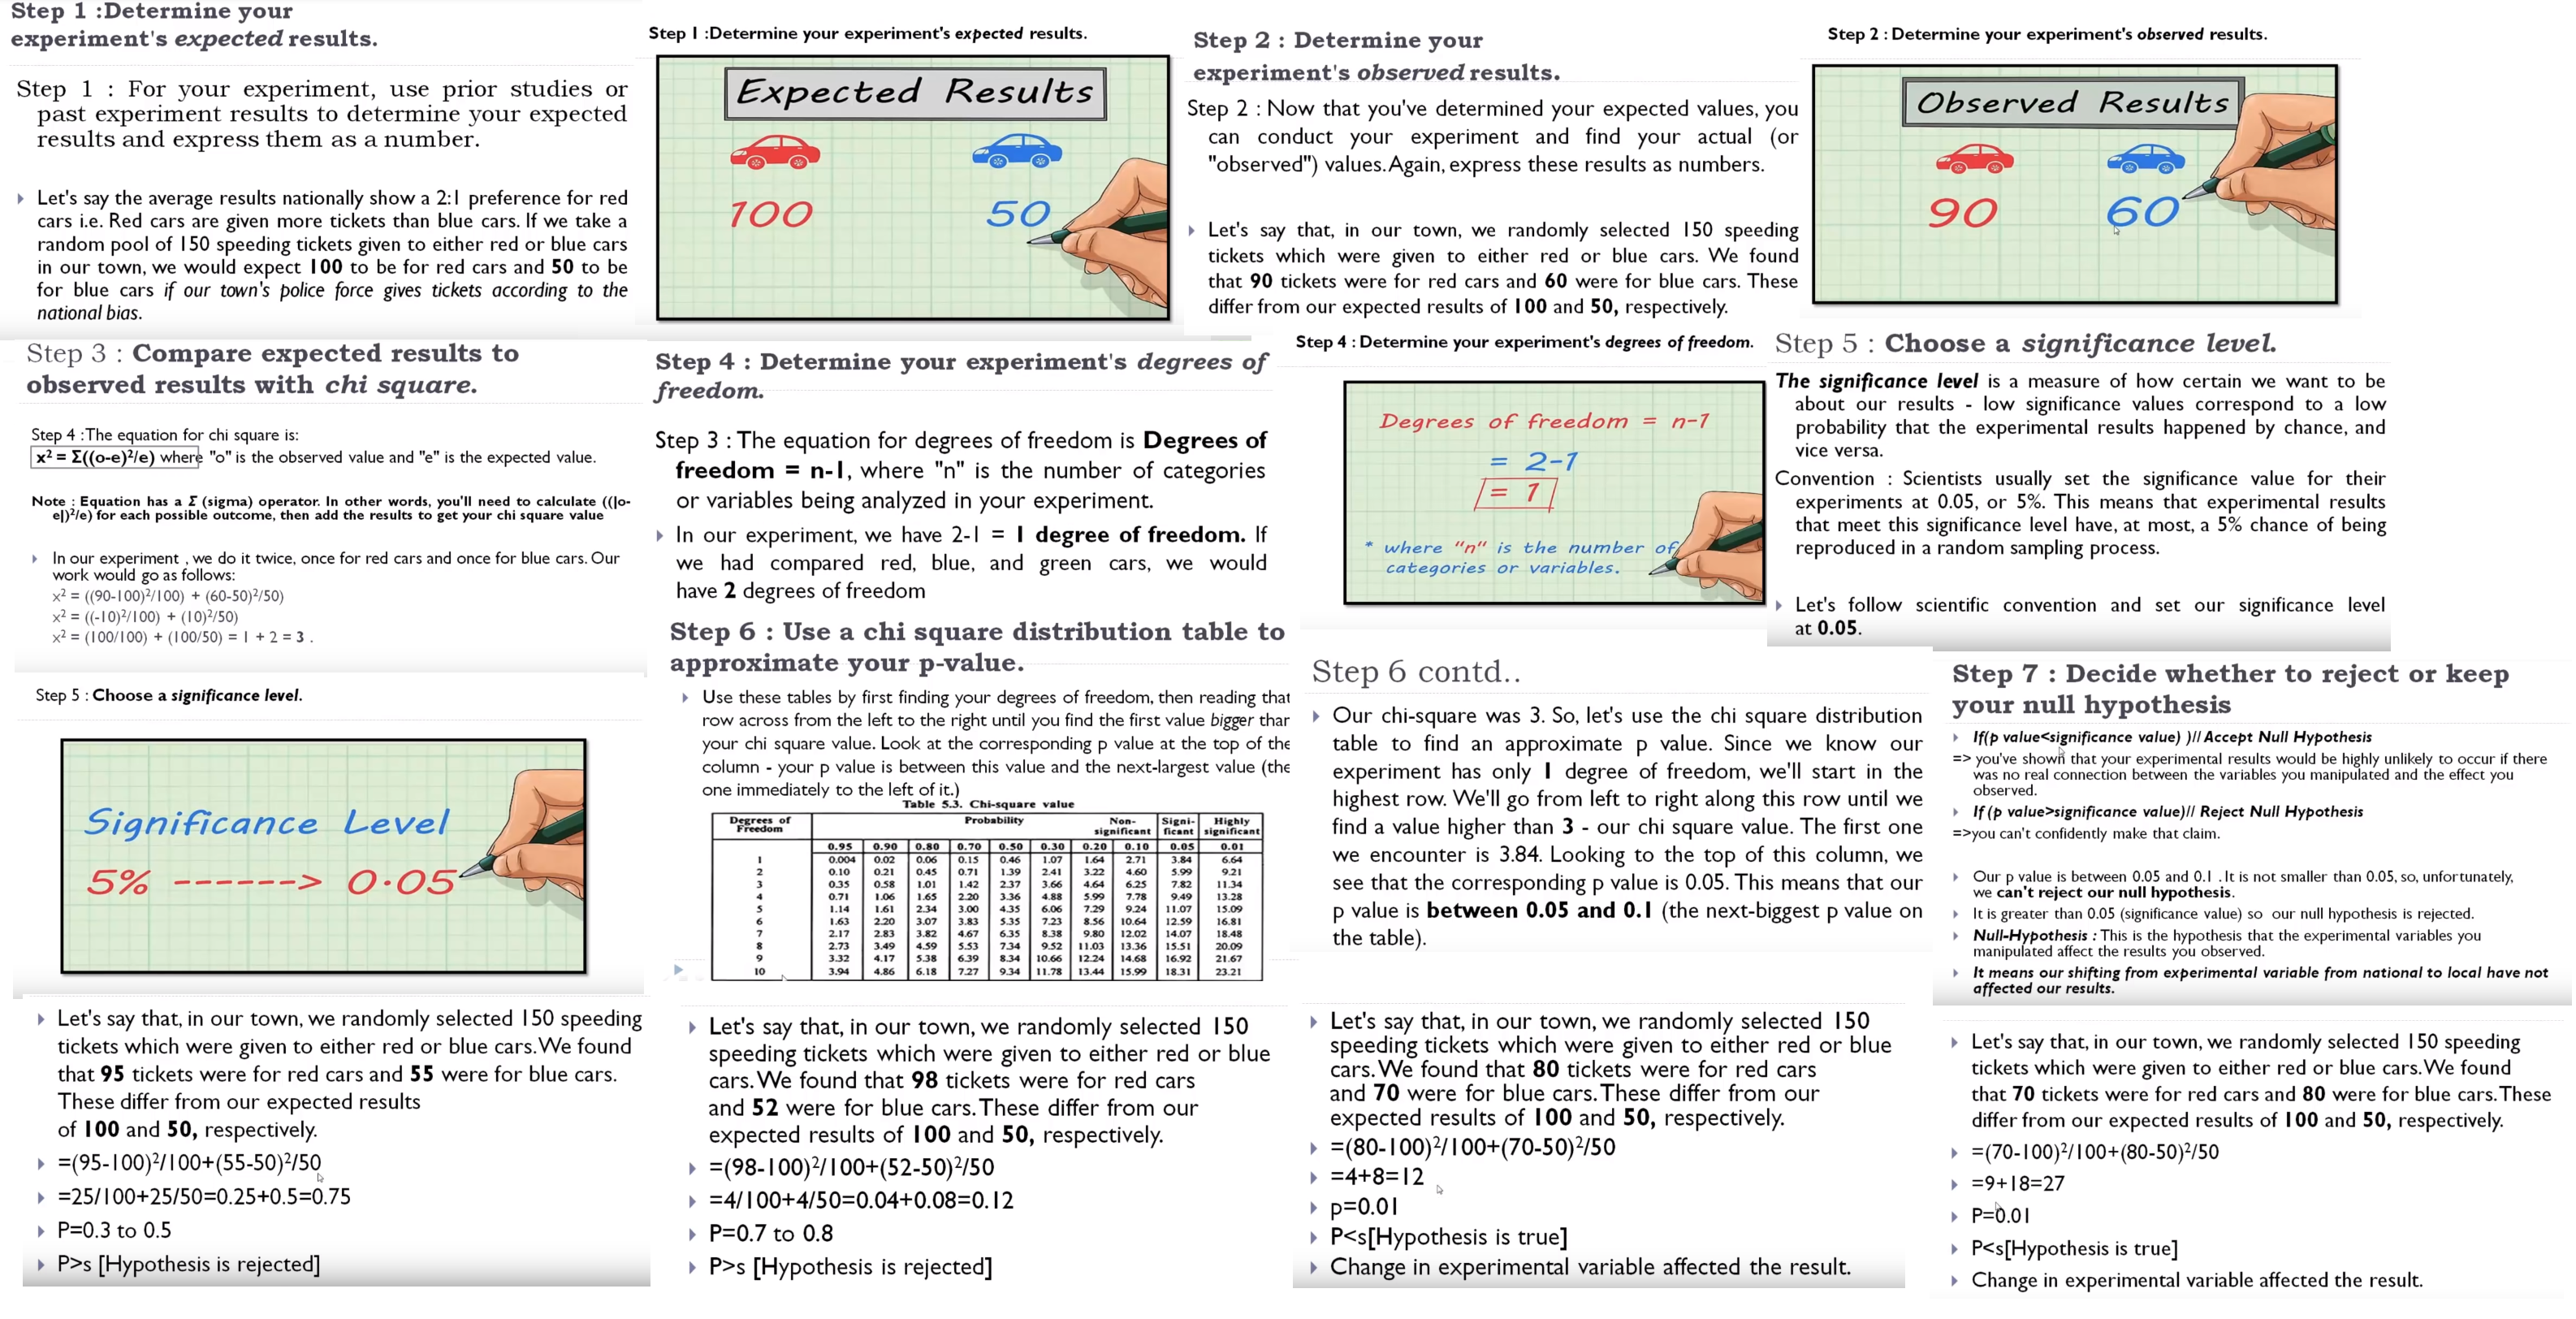 Step 1 :Determine your
experiment's expected results.
Step 1 : For your experiment, use prior studies or
past experiment results to determine your expected
results and express them as a number.
Let's say the average results nationally show a 2:1 preference for red
cars i.e. Red cars are given more tickets than blue cars. If we take a
random pool of 150 speeding tickets given to either red or blue cars
in our town, we would expect 100 to be for red cars and 50 to be
for blue cars if our town's police force gives tickets according to the
national bias.
Step 1 :Determine your experiment's expected results.
Expected Results
100 50
Step 2 : Determine your
experiment's observed results.
Step 2 : Now that you've determined your expected values, you
can conduct your experiment and find your actual (or
"observed") values. Again, express these results as numbers.
Let's say that, in our town, we randomly selected 150 speeding
tickets which were given to either red or blue cars. We found
that 90 tickets were for red cars and 60 were for blue cars. These
differ from our expected results of 100 and 50, respectively.
Step 2 : Determine your experiment's observed results.
Observed Results
90 60
Step 3 : Compare expected results to
observed results with chi square.
Step 4 :The equation for chi square is:
x² = Σ((o-e)²/e) where "o" is the observed value and "e" is the expected value.
Note : Equation has a Σ (sigma) operator. In other words, you'll need to calculate ((|o-
e|)²/e) for each possible outcome, then add the results to get your chi square value
In our experiment , we do it twice, once for red cars and once for blue cars. Our
work would go as follows:
x² = ((90-100)²/100) + (60-50)²/50)
x² = ((-10)²/100) + (10)²/50)
x² = (100/100) + (100/50) = 1 + 2 = 3 .
Step 4 : Determine your experiment's degrees of
freedom.
Step 3 : The equation for degrees of freedom is Degrees of
freedom = n-1, where "n" is the number of categories
or variables being analyzed in your experiment.
In our experiment, we have 2-1 = 1 degree of freedom. If
we had compared red, blue, and green cars, we would
have 2 degrees of freedom
Step 4 : Determine your experiment's degrees of freedom.
Degrees of freedom = n-1
= 2-1
= 1
* where "n" is the number of
categories or variables.
Step 5 : Choose a significance level.
The significance level is a measure of how certain we want to be
about our results - low significance values correspond to a low
probability that the experimental results happened by chance, and
vice versa.
Convention : Scientists usually set the significance value for their
experiments at 0.05, or 5%. This means that experimental results
that meet this significance level have, at most, a 5% chance of being
reproduced in a random sampling process.
Let's follow scientific convention and set our significance level
at 0.05.
Step 5 : Choose a significance level.
Significance Level
5% ------> 0.05
Step 6 : Use a chi square distribution table to
approximate your p-value.
Use these tables by first finding your degrees of freedom, then reading that
row across from the left to the right until you find the first value bigger than
your chi square value. Look at the corresponding p value at the top of the
column - your p value is between this value and the next-largest value (the
one immediately to the left of it.)
Table 5.3. Chi-square value
Degrees of Freedom Probability Non-significant Signi-ficant Highly significant
0.95 0.90 0.80 0.70 0.50 0.30 0.20 0.10 0.05 0.01
1 0.004 0.02 0.06 0.15 0.46 1.07 1.64 2.71 3.84 6.64
2 0.10 0.21 0.45 0.71 1.39 2.41 3.22 4.60 5.99 9.21
3 0.35 0.58 1.01 1.42 2.37 3.66 4.64 6.25 7.82 11.34
4 0.71 1.06 1.65 2.20 3.36 4.88 5.99 7.78 9.49 13.28
5 1.14 1.61 2.34 3.00 4.35 6.06 7.29 9.24 11.07 15.09
6 1.63 2.20 3.07 3.83 5.35 7.23 8.56 10.64 12.59 16.81
7 2.17 2.83 3.82 4.67 6.35 8.38 9.80 12.02 14.07 18.48
8 2.73 3.49 4.59 5.53 7.34 9.52 11.03 13.36 15.51 20.09
9 3.32 4.17 5.38 6.39 8.34 10.66 12.24 14.68 16.92 21.67
10 3.94 4.86 6.18 7.27 9.34 11.78 13.44 15.99 18.31 23.21
Step 6 contd..
Our chi-square was 3. So, let's use the chi square distribution
table to find an approximate p value. Since we know our
experiment has only 1 degree of freedom, we'll start in the
highest row. We'll go from left to right along this row until we
find a value higher than 3 - our chi square value. The first one
we encounter is 3.84. Looking to the top of this column, we
see that the corresponding p value is 0.05. This means that our
p value is between 0.05 and 0.1 (the next-biggest p value on
the table).
Step 7 : Decide whether to reject or keep
your null hypothesis
If(p value<significance value) )// Accept Null Hypothesis
=> you've shown that your experimental results would be highly unlikely to occur if there
was no real connection between the variables you manipulated and the effect you
observed.
If (p value>significance value)// Reject Null Hypothesis
=>you can't confidently make that claim.
Our p value is between 0.05 and 0.1 . It is not smaller than 0.05, so, unfortunately,
we can't reject our null hypothesis.
It is greater than 0.05 (significance value) so our null hypothesis is rejected.
Null-Hypothesis : This is the hypothesis that the experimental variables you
manipulated affect the results you observed.
It means our shifting from experimental variable from national to local have not
affected our results.
Let's say that, in our town, we randomly selected 150 speeding
tickets which were given to either red or blue cars. We found
that 95 tickets were for red cars and 55 were for blue cars.
These differ from our expected results
of 100 and 50, respectively.
=(95-100)²/100+(55-50)²/50
=25/100+25/50=0.25+0.5=0.75
P=0.3 to 0.5
P>s [Hypothesis is rejected]
Let's say that, in our town, we randomly selected 150
speeding tickets which were given to either red or blue
cars. We found that 98 tickets were for red cars
and 52 were for blue cars. These differ from our
expected results of 100 and 50, respectively.
=(98-100)²/100+(52-50)²/50
=4/100+4/50=0.04+0.08=0.12
P=0.7 to 0.8
P>s [Hypothesis is rejected]
Let's say that, in our town, we randomly selected 150
speeding tickets which were given to either red or blue
cars. We found that 80 tickets were for red cars
and 70 were for blue cars. These differ from our
expected results of 100 and 50, respectively.
=(80-100)²/100+(70-50)²/50
=4+8=12
p=0.01
P<s[Hypothesis is true]
Change in experimental variable affected the result.
Let's say that, in our town, we randomly selected 150 speeding
tickets which were given to either red or blue cars. We found
that 70 tickets were for red cars and 80 were for blue cars. These
differ from our expected results of 100 and 50, respectively.
=(70-100)²/100+(80-50)²/50
=9+18=27
P=0.01
P<s[Hypothesis is true]
Change in experimental variable affected the result.